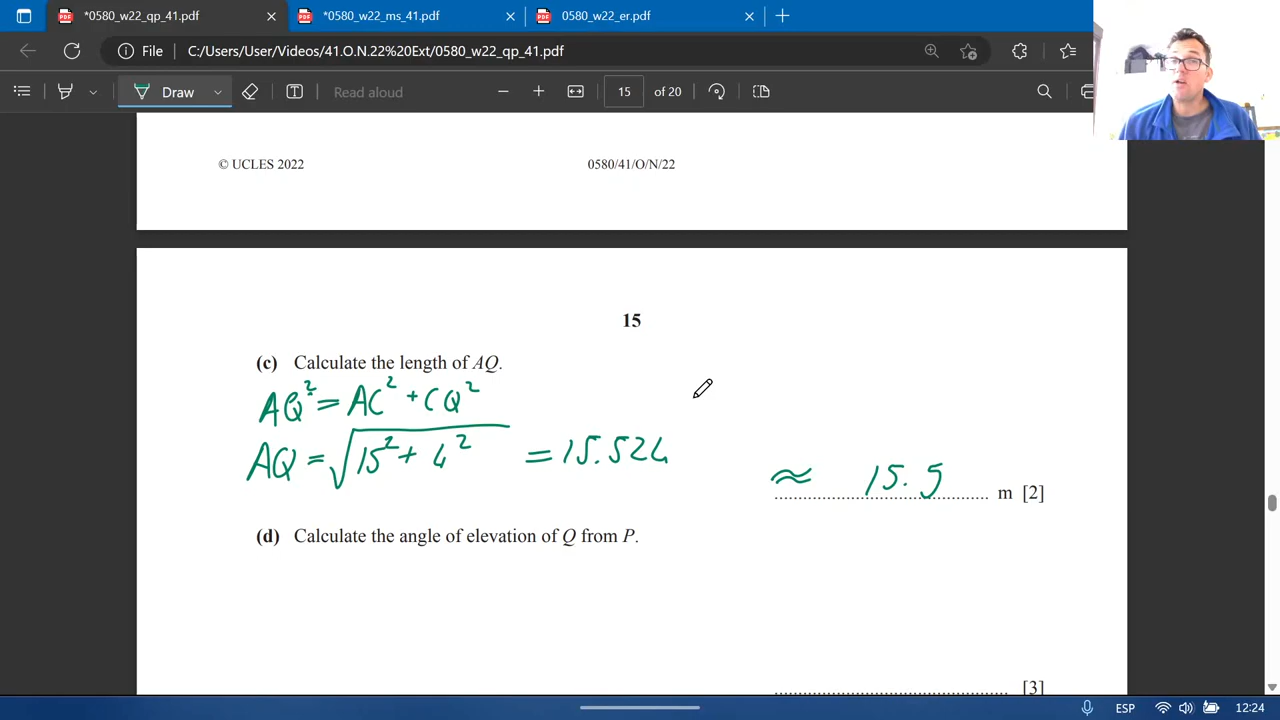 *0580_w22_qp_41.pdf
*0580_w22_ms_41.pdf
0580_w22_er.pdf
File C:/Users/User/Videos/41.O.N.22%20Ext/0580_w22_qp_41.pdf
Draw Read aloud 15 of 20
© UCLES 2022 0580/41/O/N/22
15
(c) Calculate the length of AQ.
AQ² = AC² + CQ²
AQ = √15² + 4² = 15.524
≈ 15.5
m [2]
(d) Calculate the angle of elevation of Q from P.
[3]
ESP 12:24